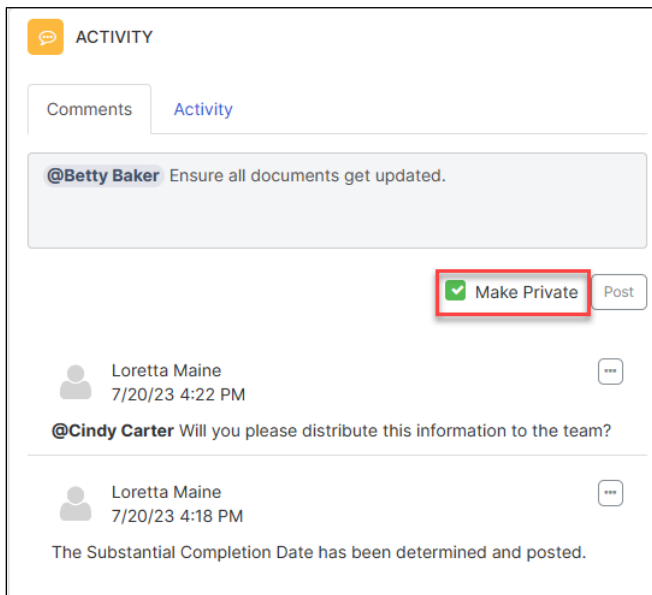 ACTIVITY
Comments Activity
@Betty Baker Ensure all documents get updated.
Make Private Post
Loretta Maine
7/20/23 4:22 PM
@Cindy Carter Will you please distribute this information to the team?
Loretta Maine
7/20/23 4:18 PM
The Substantial Completion Date has been determined and posted.